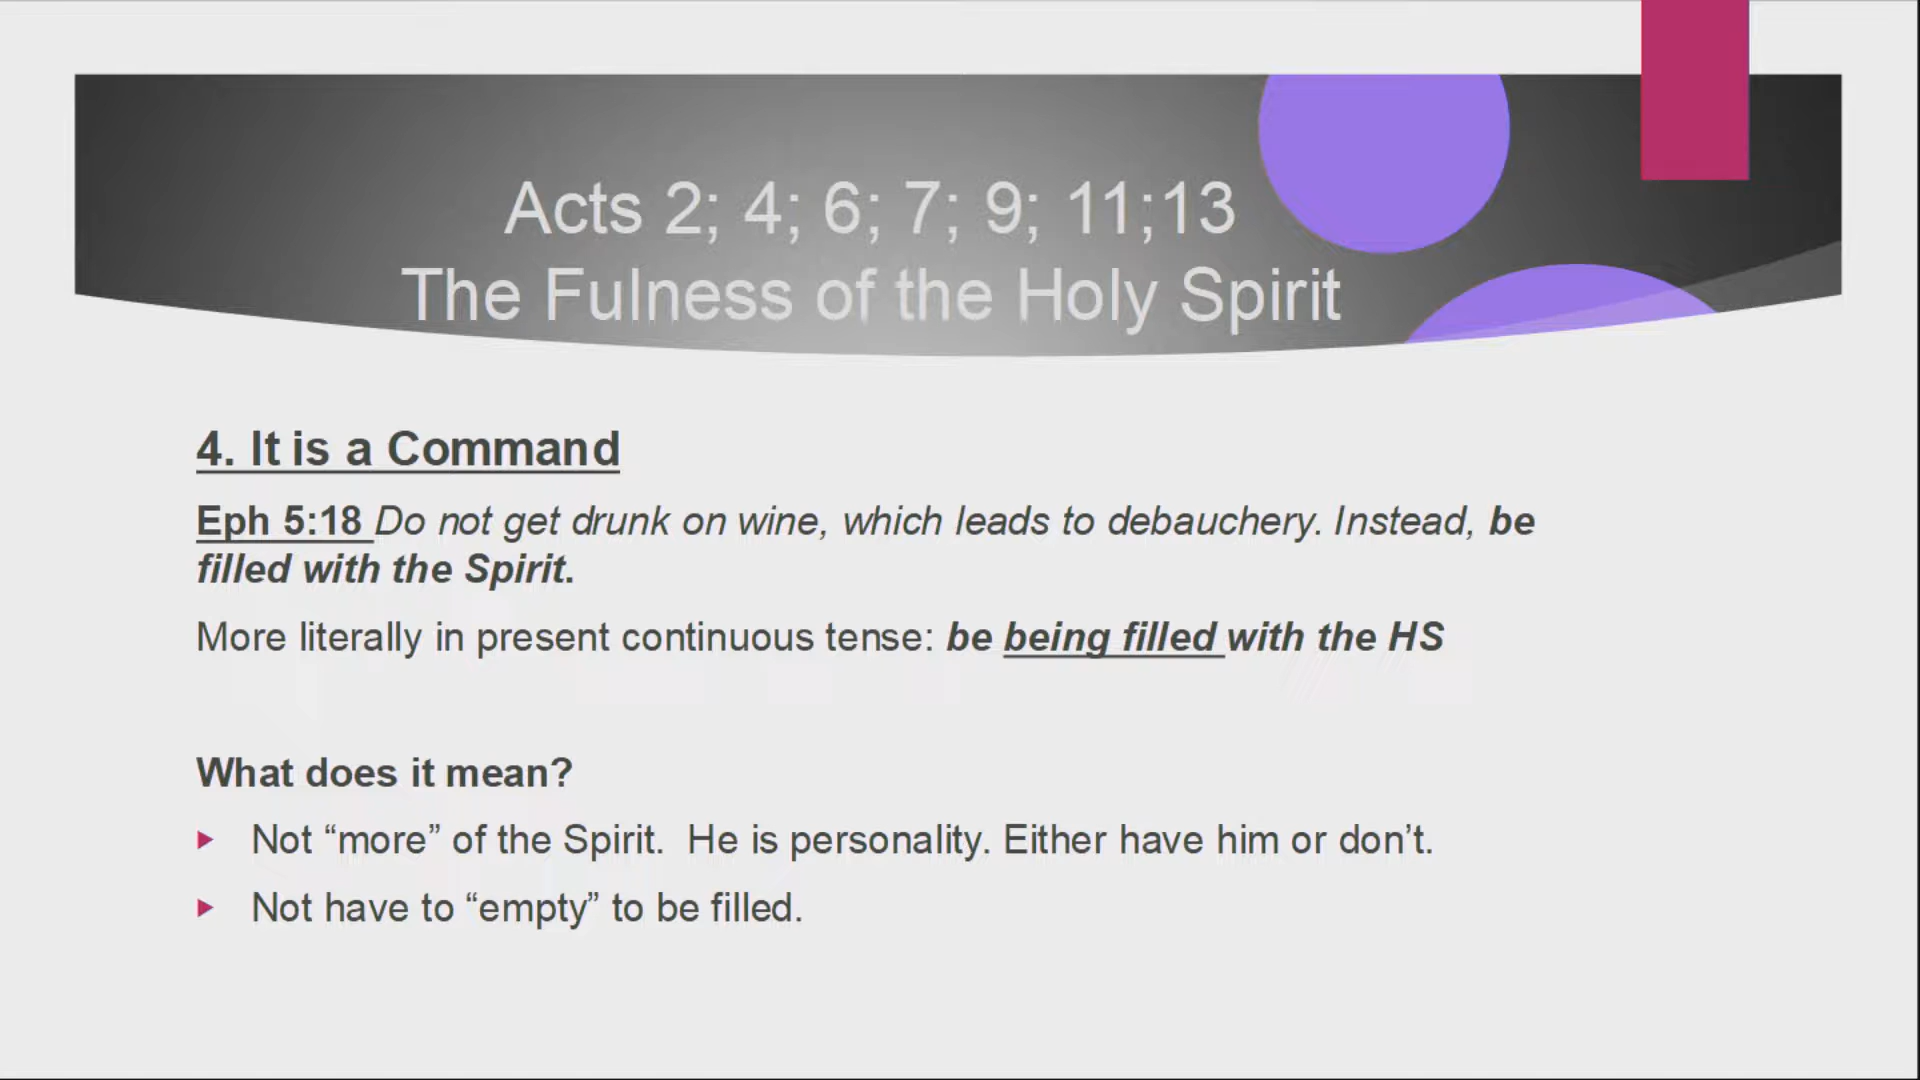 Acts 2; 4; 6; 7; 9; 11;13
The Fulness of the Holy Spirit
4. It is a Command
Eph 5:18 Do not get drunk on wine, which leads to debauchery. Instead, be
filled with the Spirit.
More literally in present continuous tense: be being filled with the HS
What does it mean?
Not “more” of the Spirit.  He is personality. Either have him or don’t.
Not have to “empty” to be filled.